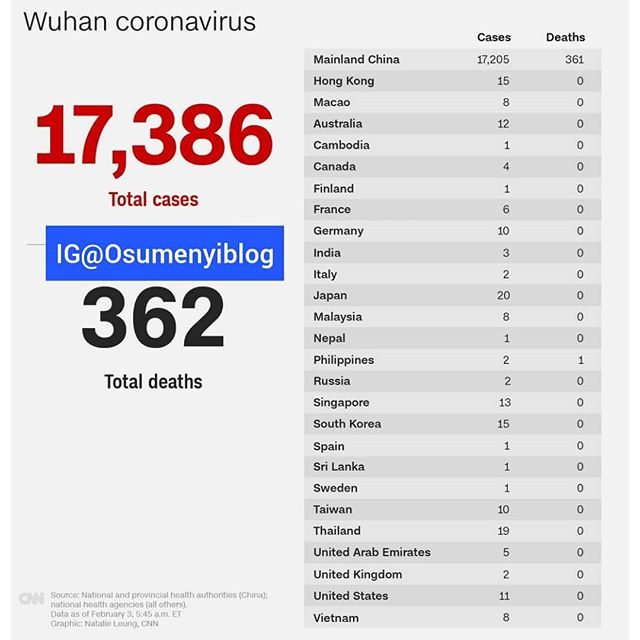 Wuhan coronavirus
17,386
Total cases
IG@Osumenyiblog
362
Total deaths
Cases Deaths
Mainland China 17,205 361
Hong Kong 15 0
Macao 8 0
Australia 12 0
Cambodia 1 0
Canada 4 0
Finland 1 0
France 6 0
Germany 10 0
India 3 0
Italy 2 0
Japan 20 0
Malaysia 8 0
Nepal 1 0
Philippines 2 1
Russia 2 0
Singapore 13 0
South Korea 15 0
Spain 1 0
Sri Lanka 1 0
Sweden 1 0
Taiwan 10 0
Thailand 19 0
United Arab Emirates 5 0
United Kingdom 2 0
United States 11 0
Vietnam 8 0
CNN
Source: National and provincial health authorities (China);
national health agencies (all others).
Data as of February 3, 5:45 a.m. ET
Graphic: Natalie Leung, CNN